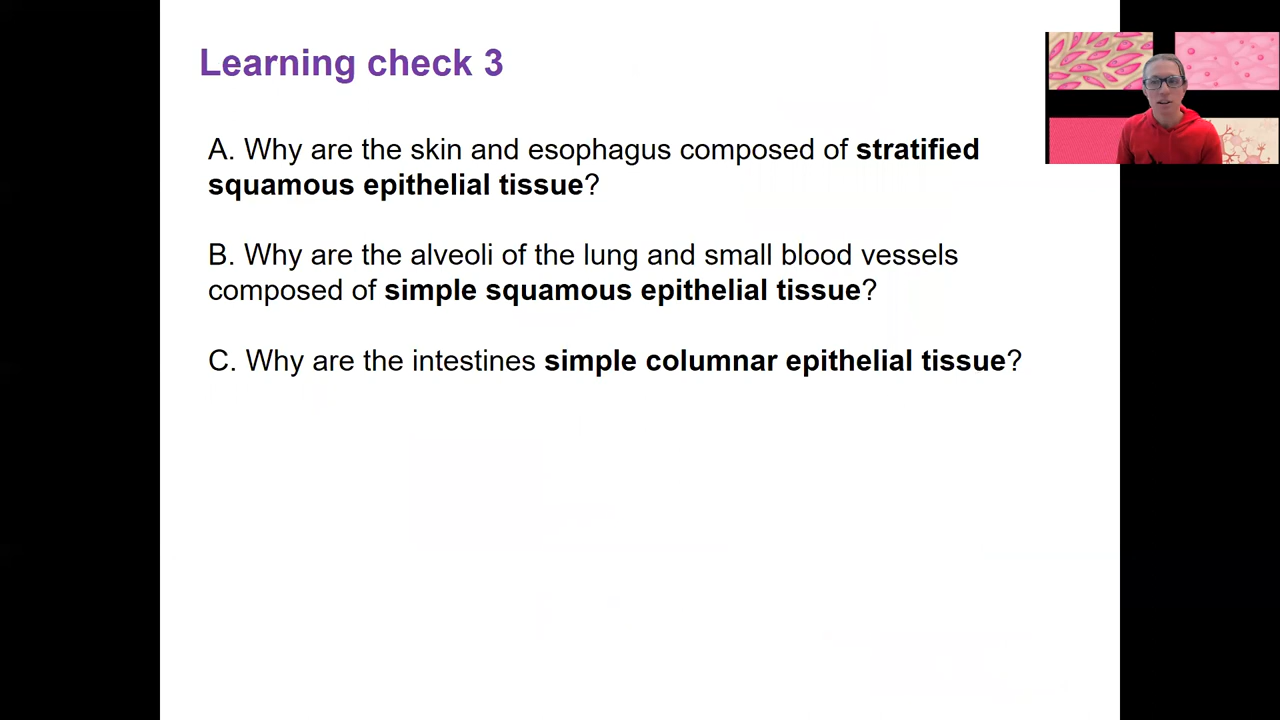 Learning check 3
A. Why are the skin and esophagus composed of stratified
squamous epithelial tissue?
B. Why are the alveoli of the lung and small blood vessels
composed of simple squamous epithelial tissue?
C. Why are the intestines simple columnar epithelial tissue?